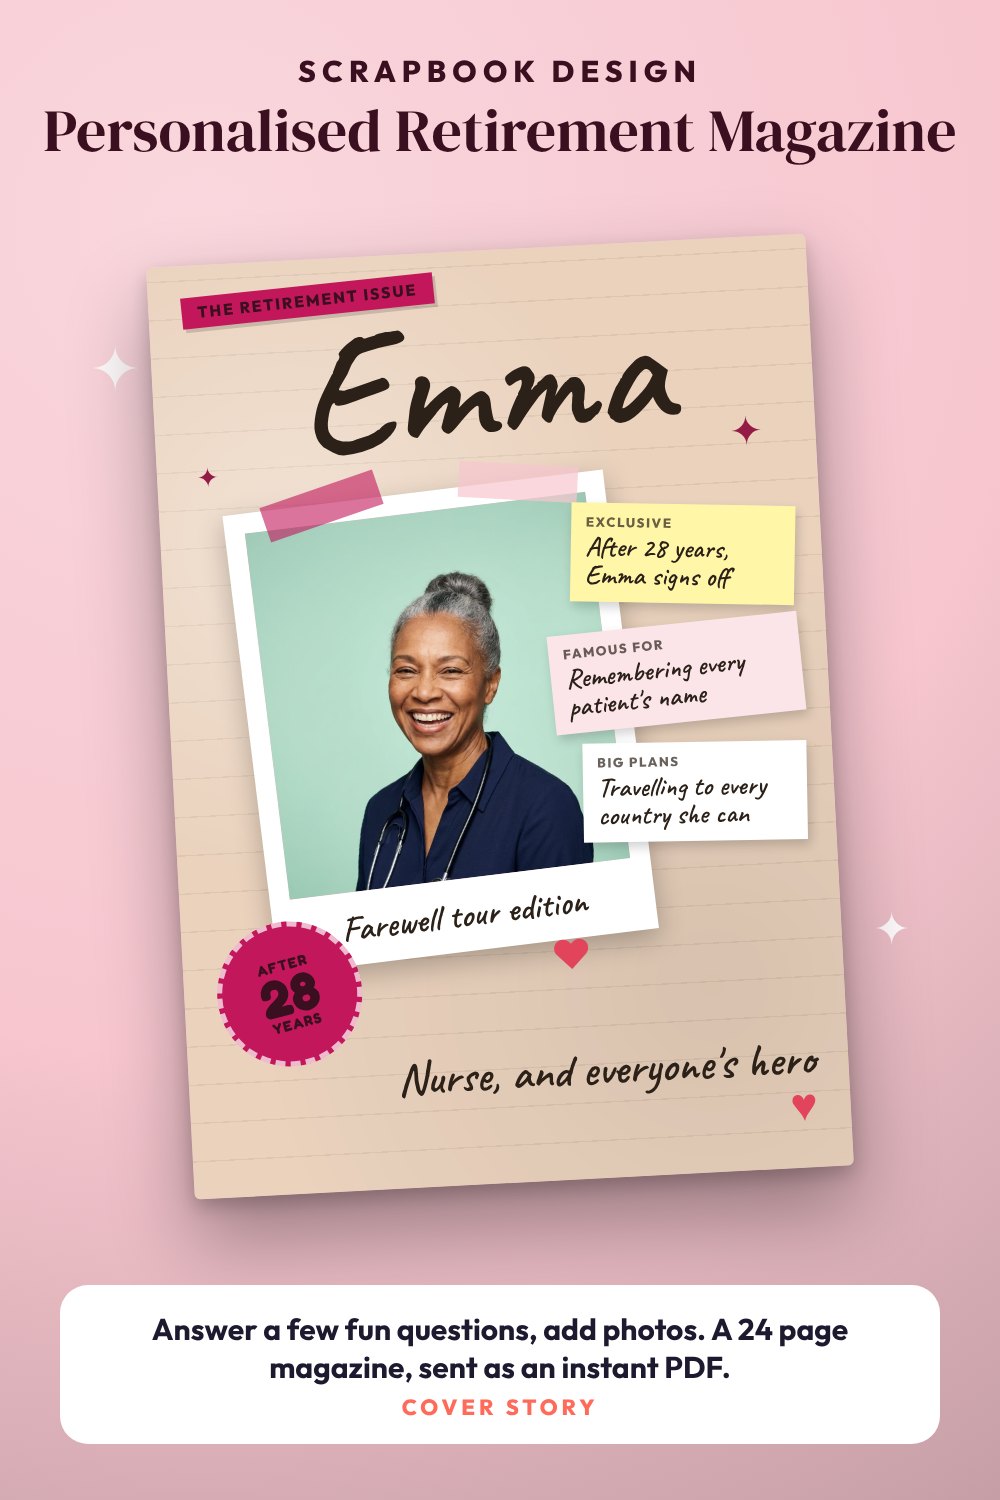 SCRAPBOOK DESIGN
Personalised Retirement Magazine
THE RETIREMENT ISSUE
Emma
EXCLUSIVE
After 28 years,
Emma signs off
FAMOUS FOR
Remembering every
patient's name
BIG PLANS
Travelling to every
country she can
Farewell tour edition
AFTER
28
YEARS
Nurse, and everyone's hero
Answer a few fun questions, add photos. A 24 page
magazine, sent as an instant PDF.
COVER STORY